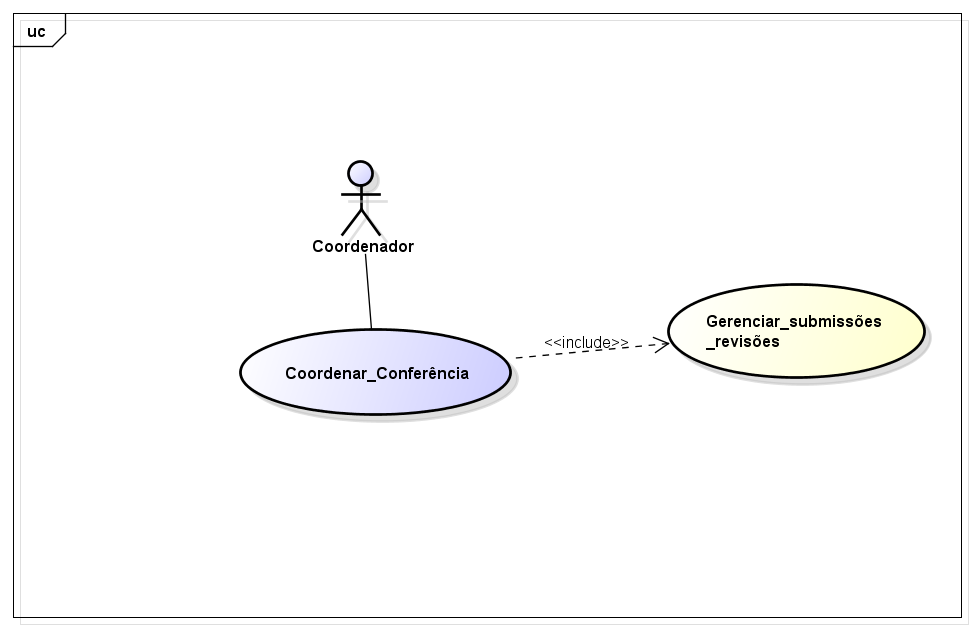 uc
Coordenador
Coordenar_Conferência
<<include>>
Gerenciar_submissões
_revisões